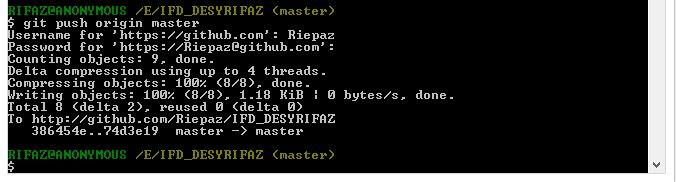 RIFAZ@ANONYMOUS /E/IFD_DESYRIFAZ (master)
$ git push origin master
Username for 'https://github.com': Riepaz
Password for 'https://Riepaz@github.com':
Counting objects: 9, done.
Delta compression using up to 4 threads.
Compressing objects: 100% (8/8), done.
Writing objects: 100% (8/8), 1.18 KiB | 0 bytes/s, done.
Total 8 (delta 2), reused 0 (delta 0)
To http://github.com/Riepaz/IFD_DESYRIFAZ
   386454e..74d3e19  master -> master
RIFAZ@ANONYMOUS /E/IFD_DESYRIFAZ (master)
$